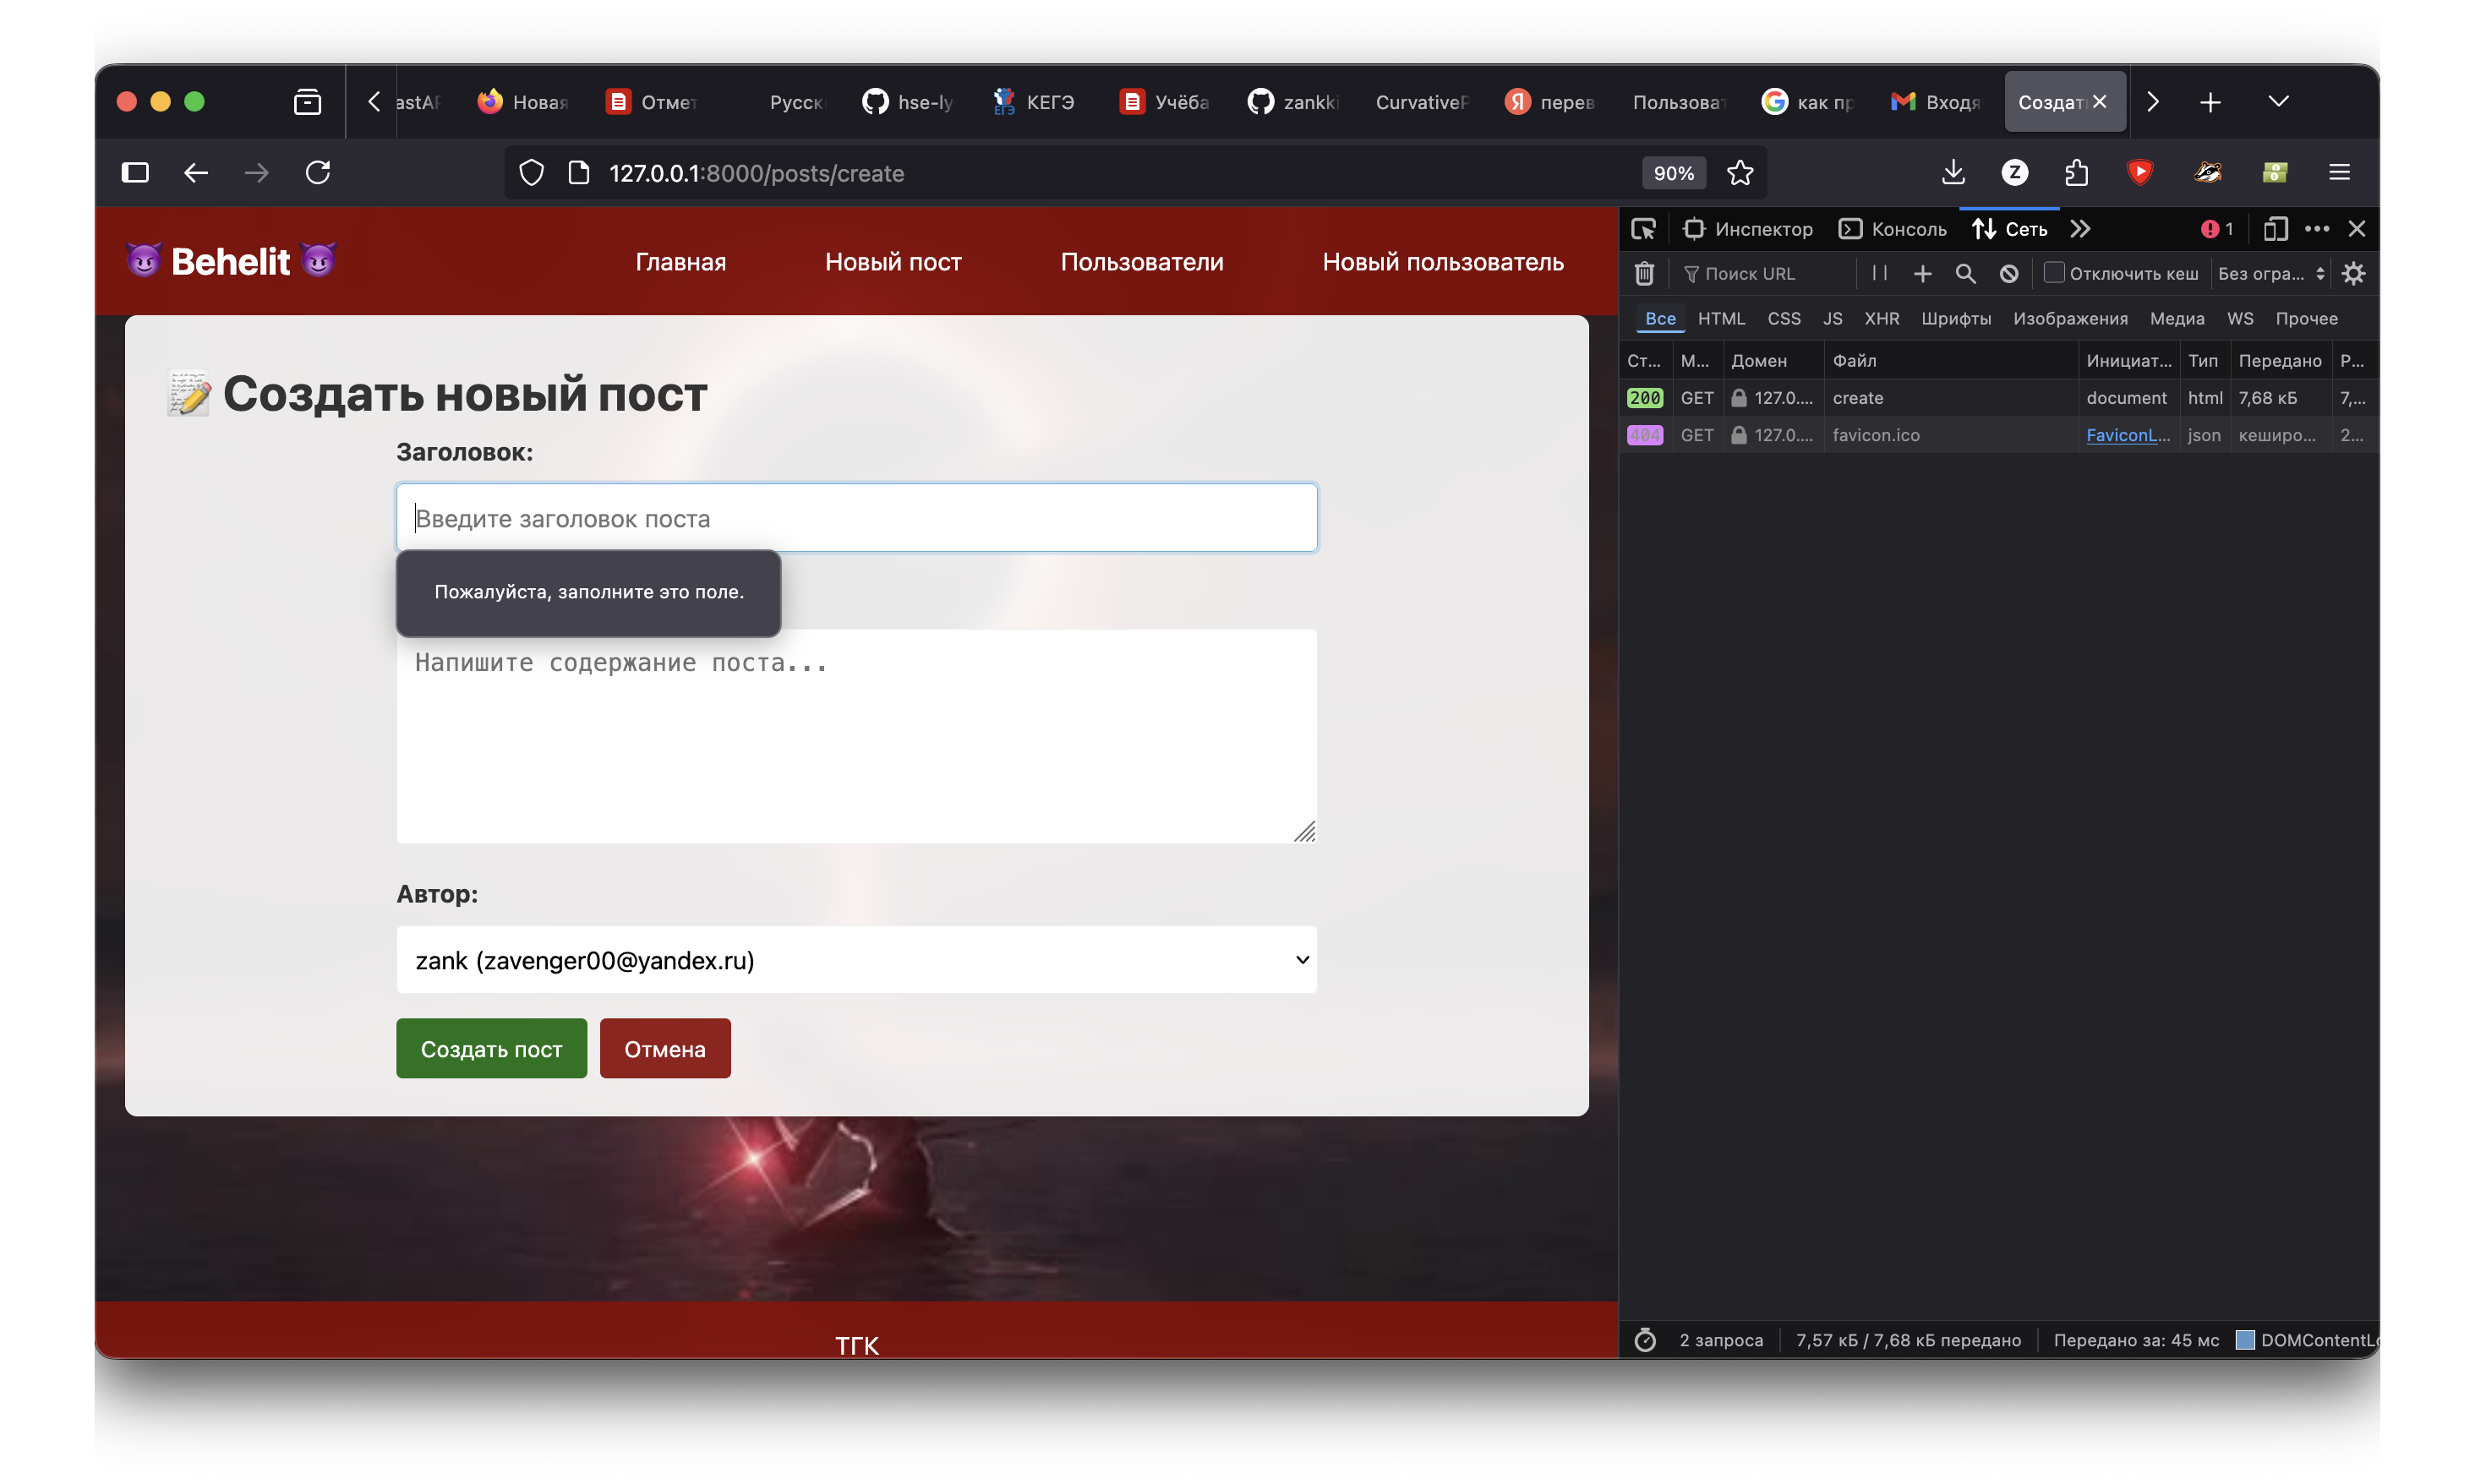 astAP Новая Отмет Русск hse-ly КЕГЭ Учёба zankki CurvativeP перев Пользоват как пр Входя Создат
127.0.0.1:8000/posts/create 90%
Behelit Главная Новый пост Пользователи Новый пользователь
Создать новый пост
Заголовок:
Введите заголовок поста
Пожалуйста, заполните это поле.
Напишите содержание поста...
Автор:
zank (zavenger00@yandex.ru)
Создать пост Отмена
ТГК
Инспектор Консоль Сеть 1
Поиск URL Отключить кеш Без огра...
Все HTML CSS JS XHR Шрифты Изображения Медиа WS Прочее
Ст... М... Домен Файл Инициат... Тип Передано Р...
200 GET 127.0.... create document html 7,68 кБ 7,...
404 GET 127.0.... favicon.ico FaviconL... json кеширо... 2...
2 запроса 7,57 кБ / 7,68 кБ передано Передано за: 45 мс DOMContentLo